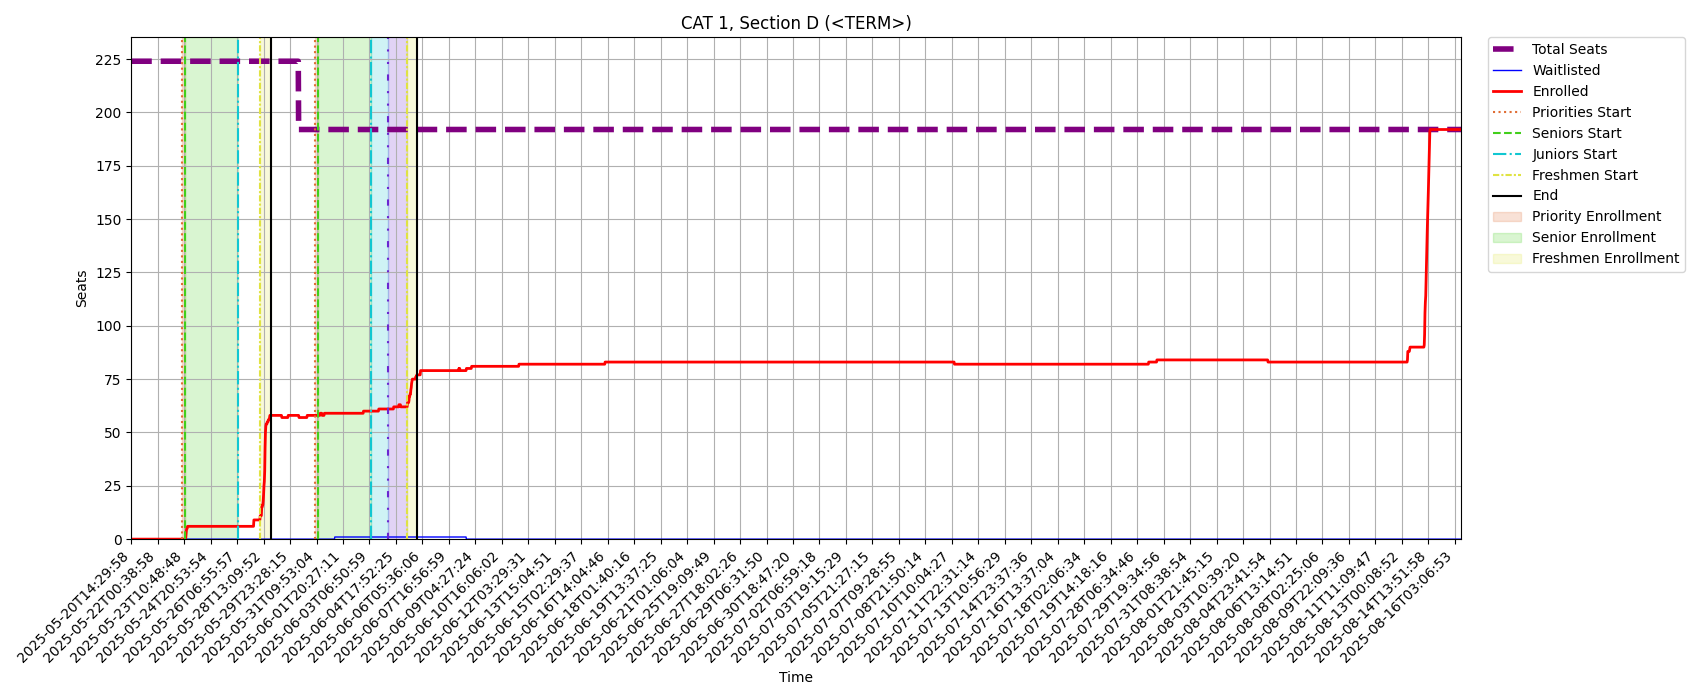 CAT 1, Section D (<TERM>)
225
200
175
150
125
100
75
50
25
0
Seats
2025-05-20T14:29:58
2025-05-22T00:38:58
2025-05-23T10:48:48
2025-05-24T20:53:54
2025-05-26T06:55:57
2025-05-28T13:09:52
2025-05-29T23:28:15
2025-05-31T09:53:04
2025-06-01T20:27:11
2025-06-03T06:50:59
2025-06-04T17:52:25
2025-06-06T05:36:06
2025-06-07T16:56:59
2025-06-09T04:27:24
2025-06-10T16:06:02
2025-06-12T03:29:31
2025-06-13T15:04:51
2025-06-15T02:29:37
2025-06-16T14:04:46
2025-06-18T01:40:16
2025-06-19T13:37:25
2025-06-21T01:06:04
2025-06-25T19:09:49
2025-06-27T18:02:26
2025-06-29T06:31:50
2025-06-30T18:47:20
2025-07-02T06:59:18
2025-07-03T19:15:29
2025-07-05T21:27:15
2025-07-07T09:28:55
2025-07-08T21:50:14
2025-07-10T10:04:27
2025-07-11T22:31:14
2025-07-13T10:56:29
2025-07-14T23:37:36
2025-07-16T13:37:04
2025-07-18T02:06:34
2025-07-19T14:18:16
2025-07-28T06:34:46
2025-07-29T19:34:56
2025-07-31T08:38:54
2025-08-01T21:45:15
2025-08-03T10:39:20
2025-08-04T23:41:54
2025-08-06T13:14:51
2025-08-08T02:25:06
2025-08-09T22:09:36
2025-08-11T11:09:47
2025-08-13T00:08:52
2025-08-14T13:51:58
2025-08-16T03:06:53
Time
Total Seats
Waitlisted
Enrolled
Priorities Start
Seniors Start
Juniors Start
Freshmen Start
End
Priority Enrollment
Senior Enrollment
Freshmen Enrollment